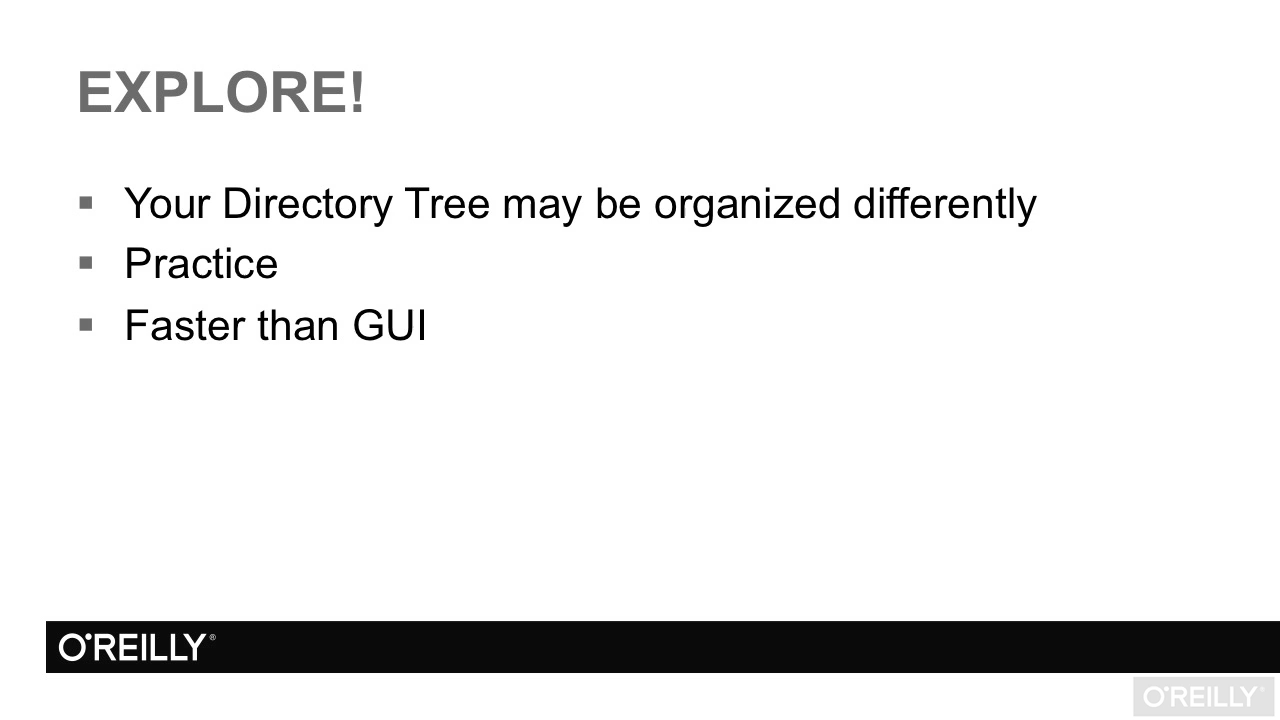 EXPLORE!
▪ Your Directory Tree may be organized differently
▪ Practice
▪ Faster than GUI
O'REILLY®
O'REILLY®